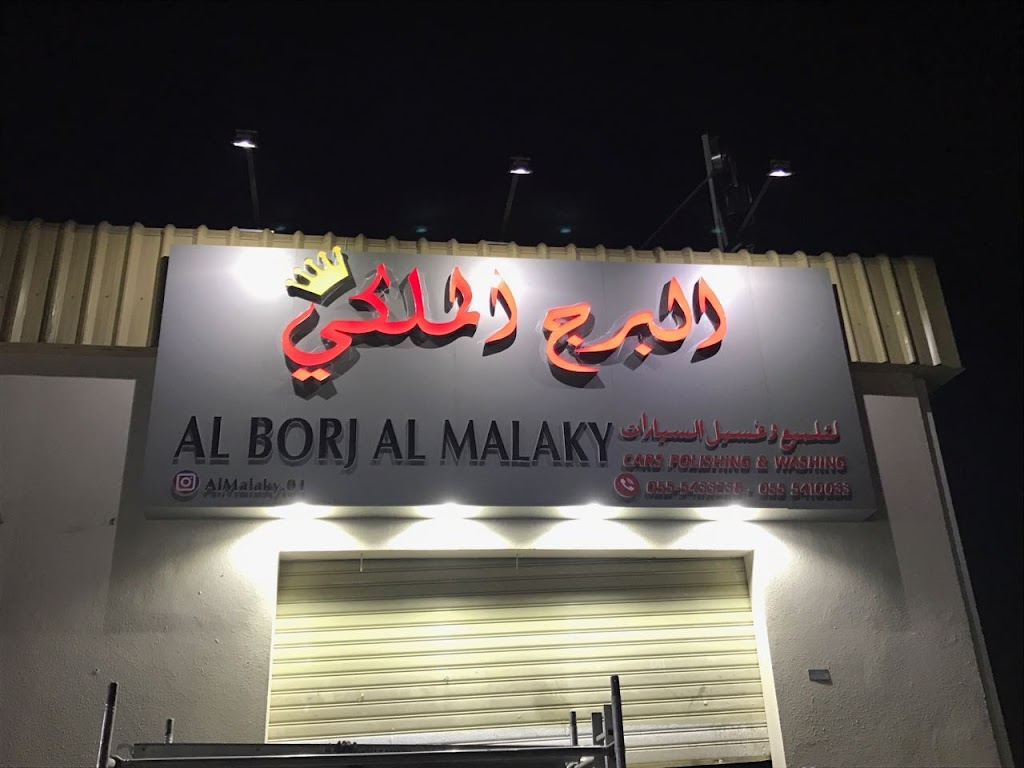 البرج الملكي
AL BORJ AL MALAKY
لتلميع وغسيل السيارات
CARS POLISHING & WASHING
AlMalaky.01